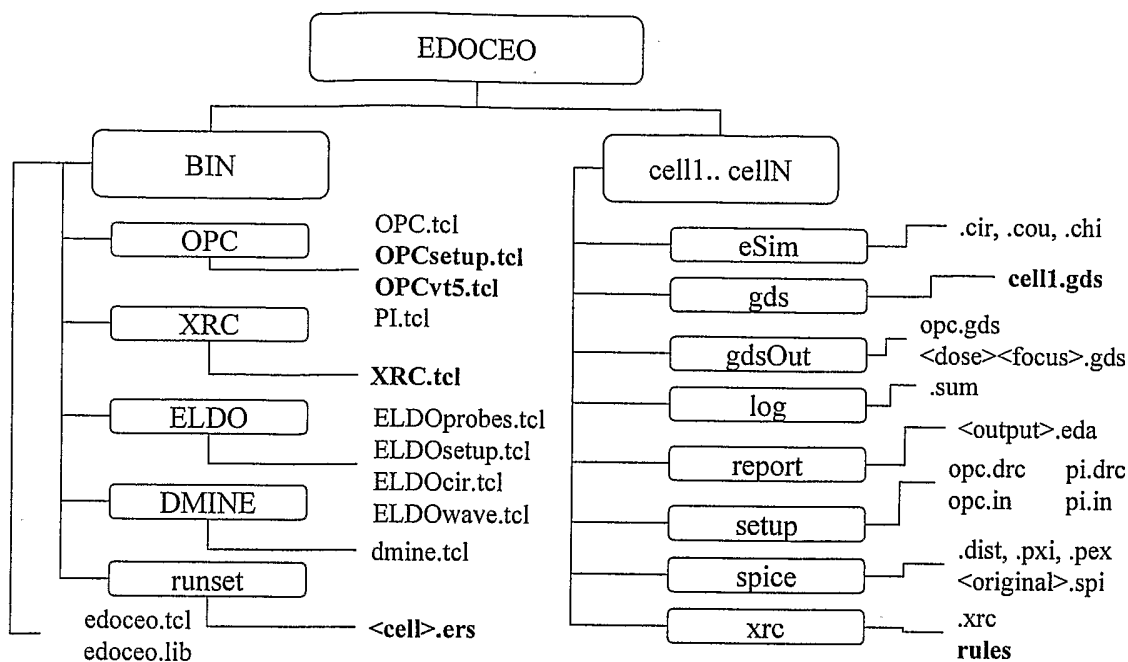 EDOCEO
BIN
OPC
OPC.tcl
OPCsetup.tcl
OPCvt5.tcl
PI.tcl
XRC
XRC.tcl
ELDO
ELDOprobes.tcl
ELDOsetup.tcl
ELDOcir.tcl
ELDOwave.tcl
DMINE
dmine.tcl
runset
<cell>.ers
edoceo.tcl
edoceo.lib
cell1.. cellN
eSim
.cir, .cou, .chi
gds
cell1.gds
gdsOut
opc.gds
<dose><focus>.gds
log
.sum
report
<output>.eda
setup
opc.drc pi.drc
opc.in pi.in
spice
.dist, .pxi, .pex
<original>.spi
xrc
.xrc
rules